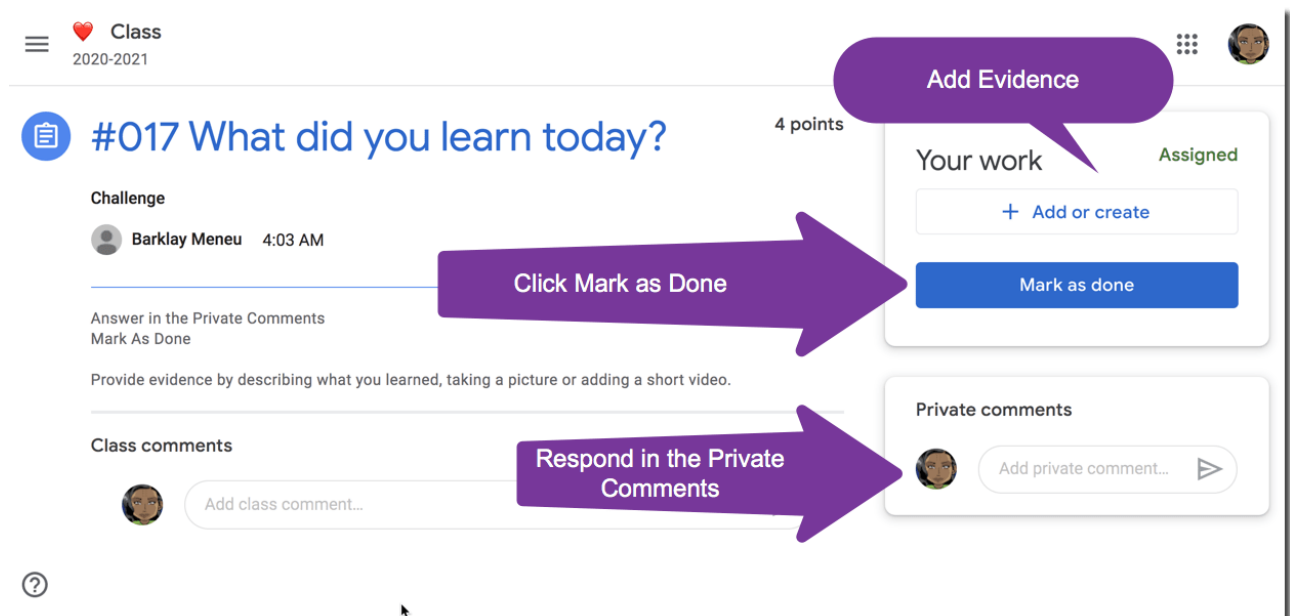 Class
2020-2021
Add Evidence
#017 What did you learn today?
4 points
Your work
Assigned
Challenge
+ Add or create
Barklay Meneu 4:03 AM
Click Mark as Done
Mark as done
Answer in the Private Comments
Mark As Done
Provide evidence by describing what you learned, taking a picture or adding a short video.
Private comments
Class comments
Respond in the Private
Comments
Add private comment...
Add class comment...